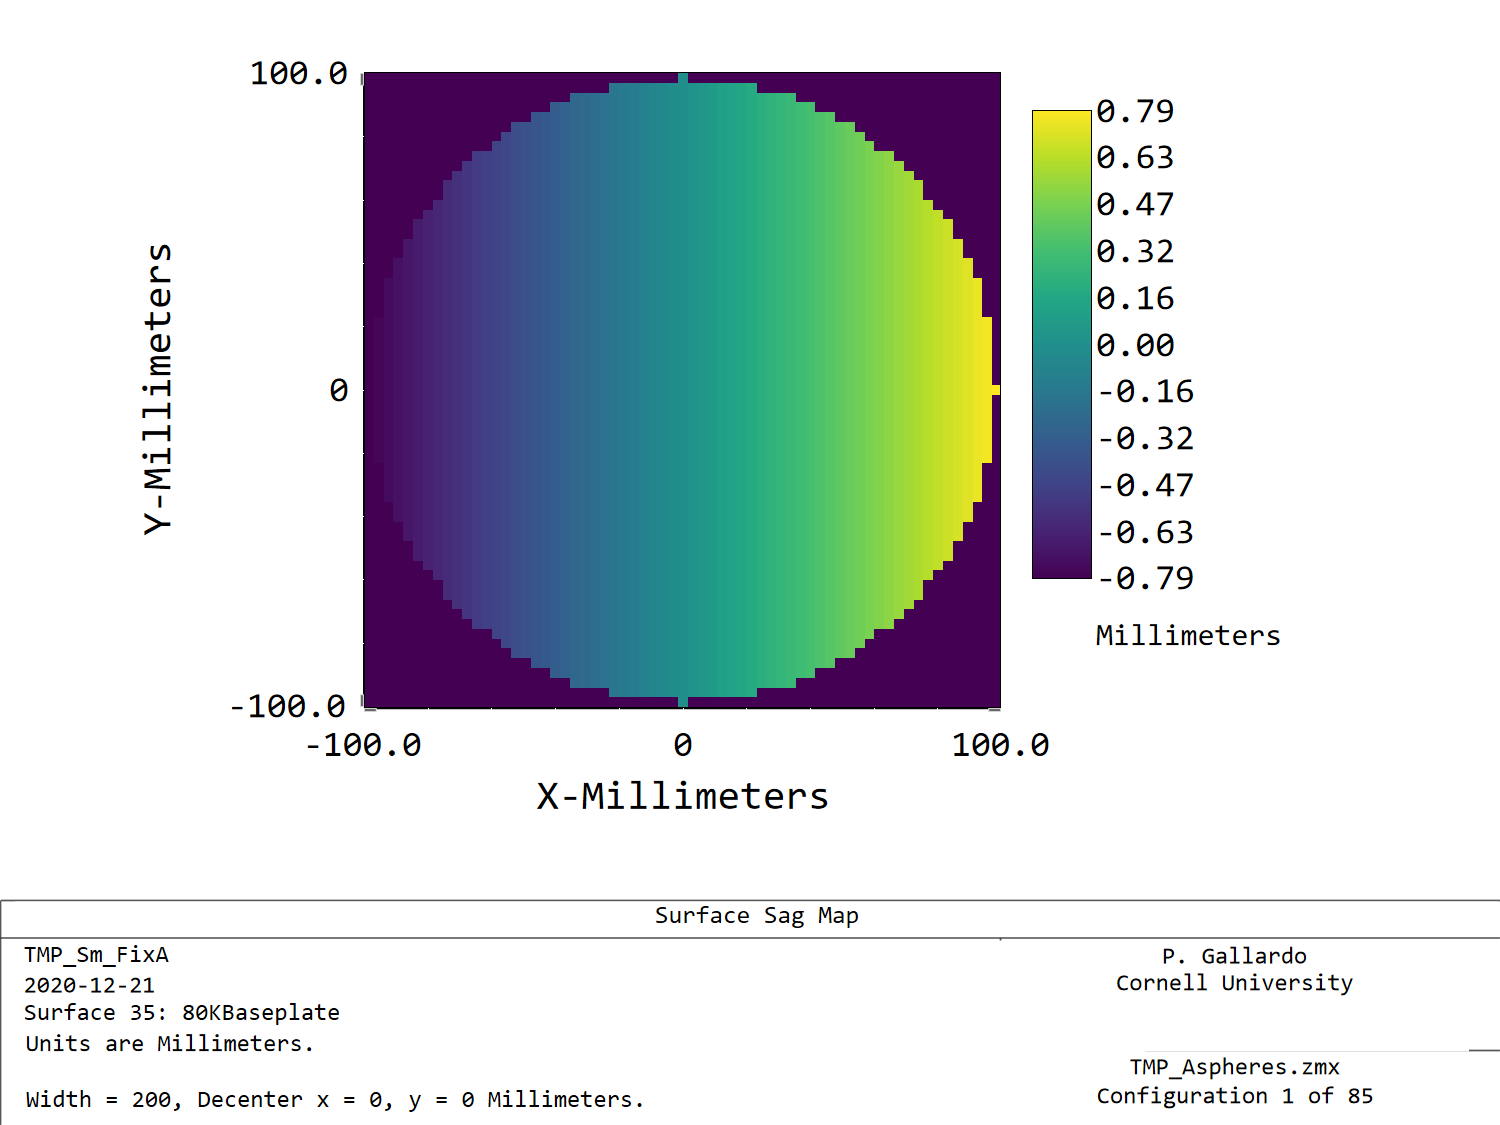 100.0
0
-100.0
Y-Millimeters
-100.0 0 100.0
X-Millimeters
0.79
0.63
0.47
0.32
0.16
0.00
-0.16
-0.32
-0.47
-0.63
-0.79
Millimeters
Surface Sag Map
TMP_Sm_FixA
2020-12-21
Surface 35: 80KBaseplate
Units are Millimeters.
Width = 200, Decenter x = 0, y = 0 Millimeters.
P. Gallardo
Cornell University
TMP_Aspheres.zmx
Configuration 1 of 85